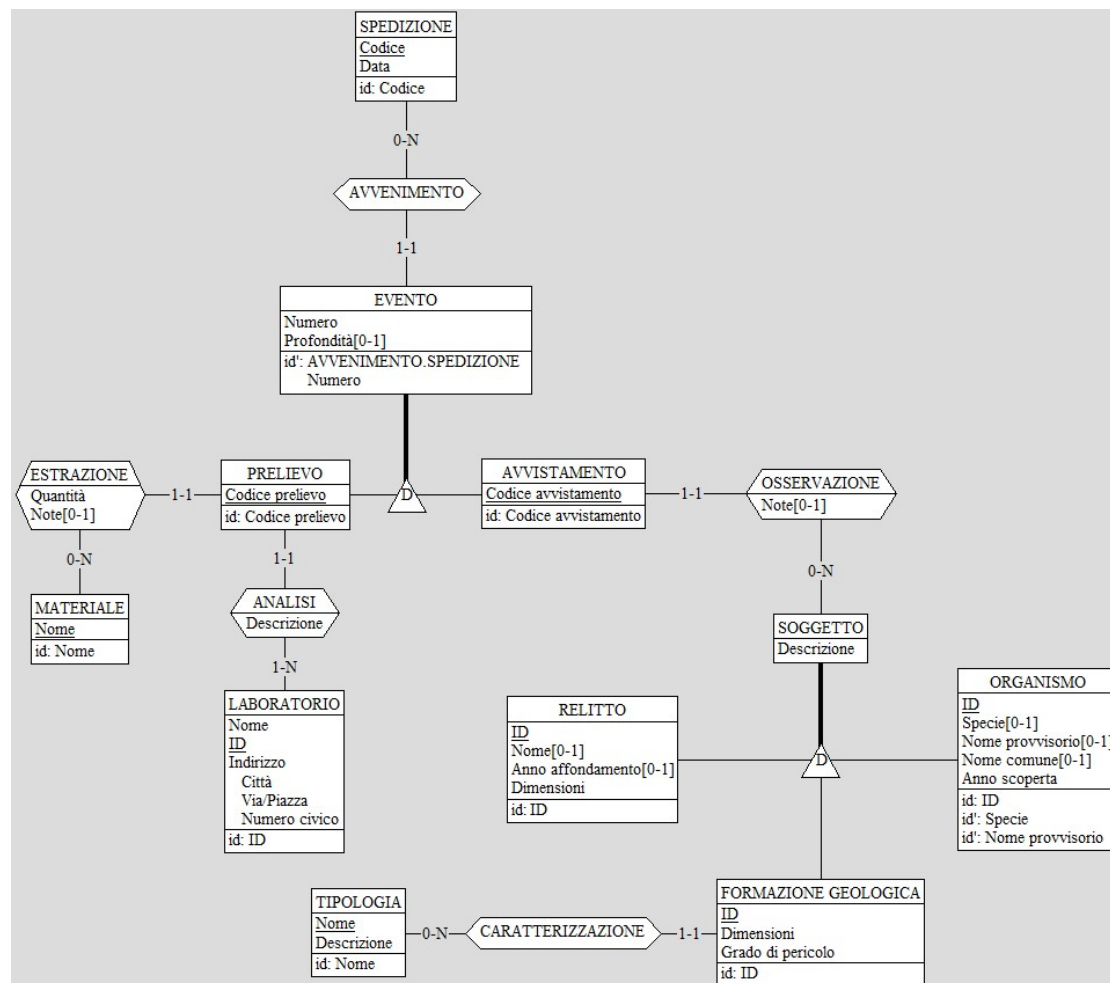 SPEDIZIONE
Codice
Data
id: Codice
0-N
AVVENIMENTO
1-1
EVENTO
Numero
Profondità[0-1]
id': AVVENIMENTO.SPEDIZIONE
Numero
ESTRAZIONE
Quantità
Note[0-1]
1-1
PRELIEVO
Codice prelievo
id: Codice prelievo
D
AVVISTAMENTO
Codice avvistamento
id: Codice avvistamento
1-1
OSSERVAZIONE
Note[0-1]
0-N
MATERIALE
Nome
id: Nome
1-1
ANALISI
Descrizione
1-N
LABORATORIO
Nome
ID
Indirizzo
Città
Via/Piazza
Numero civico
id: ID
0-N
SOGGETTO
Descrizione
RELITTO
ID
Nome[0-1]
Anno affondamento[0-1]
Dimensioni
id: ID
D
ORGANISMO
ID
Specie[0-1]
Nome provvisorio[0-1]
Nome comune[0-1]
Anno scoperta
id: ID
id': Specie
id': Nome provvisorio
TIPOLOGIA
Nome
Descrizione
id: Nome
0-N
CARATTERIZZAZIONE
1-1
FORMAZIONE GEOLOGICA
ID
Dimensioni
Grado di pericolo
id: ID